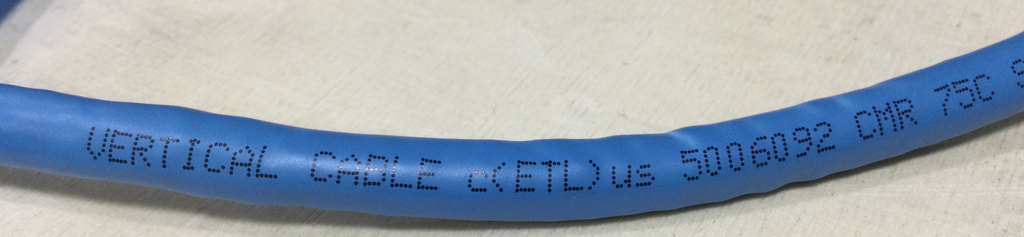 VERTICAL CABLE c(ETL)us 5006092 CMR 75C S